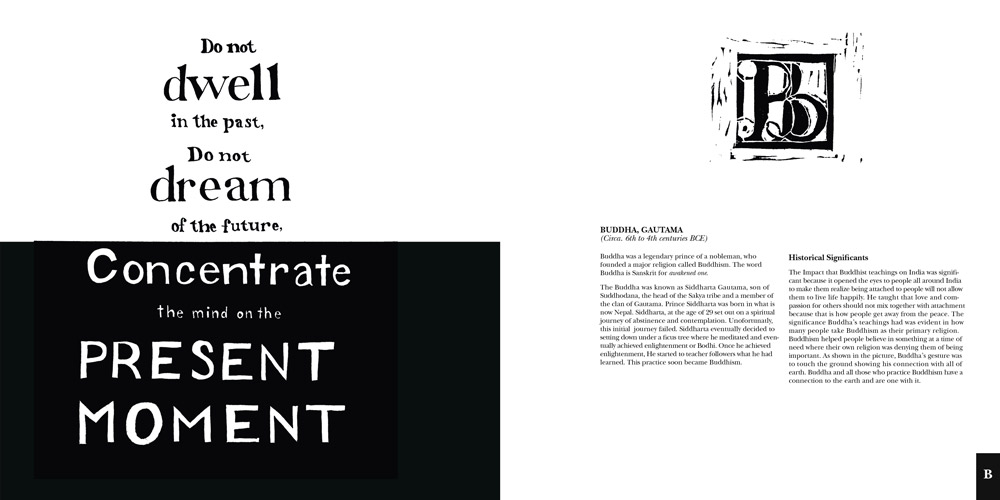 Do not
dwell
in the past,
Do not
dream
of the future,
Concentrate
the mind on the
PRESENT
MOMENT
B
BUDDHA, GAUTAMA
(Circa. 6th to 4th centuries BCE)
Buddha was a legendary prince of a nobleman, who
founded a major religion called Buddhism. The word
Buddha is Sanskrit for awakened one.
The Buddha was known as Siddharta Gautama, son of
Suddhodana, the head of the Sakya tribe and a member of
the clan of Gautama. Prince Siddharta was born in what is
now Nepal. Siddharta, at the age of 29 set out on a spiritual
journey of abstinence and contemplation. Unfortunatly,
this initial journey failed. Siddharta eventually decided to
setting down under a ficus tree where he meditated and even-
nually achieved enlightenment or Bodhi. Once he achieved
enlightenment, He started to teacher followers what he had
learned. This practice soon became Buddhism.
Historical Significants
The Impact that Buddhist teachings on India was signifi-
cant because it opened the eyes to people all around India
to make them realize being attached to people will not allow
them to live life happily. He taught that love and com-
passion for others should not mix together with attachment
because that is how people get away from the peace. The
significance Buddha's teachings had was evident in how
many people take Buddhism as their primary religion.
Buddhism helped people believe in something at a time of
need where their own religion was denying them of being
important. As shown in the picture, Buddha's gesture was
to touch the ground showing his connection with all of
earth. Buddha and all those who practice Buddhism have a
connection to the earth and are one with it.
B